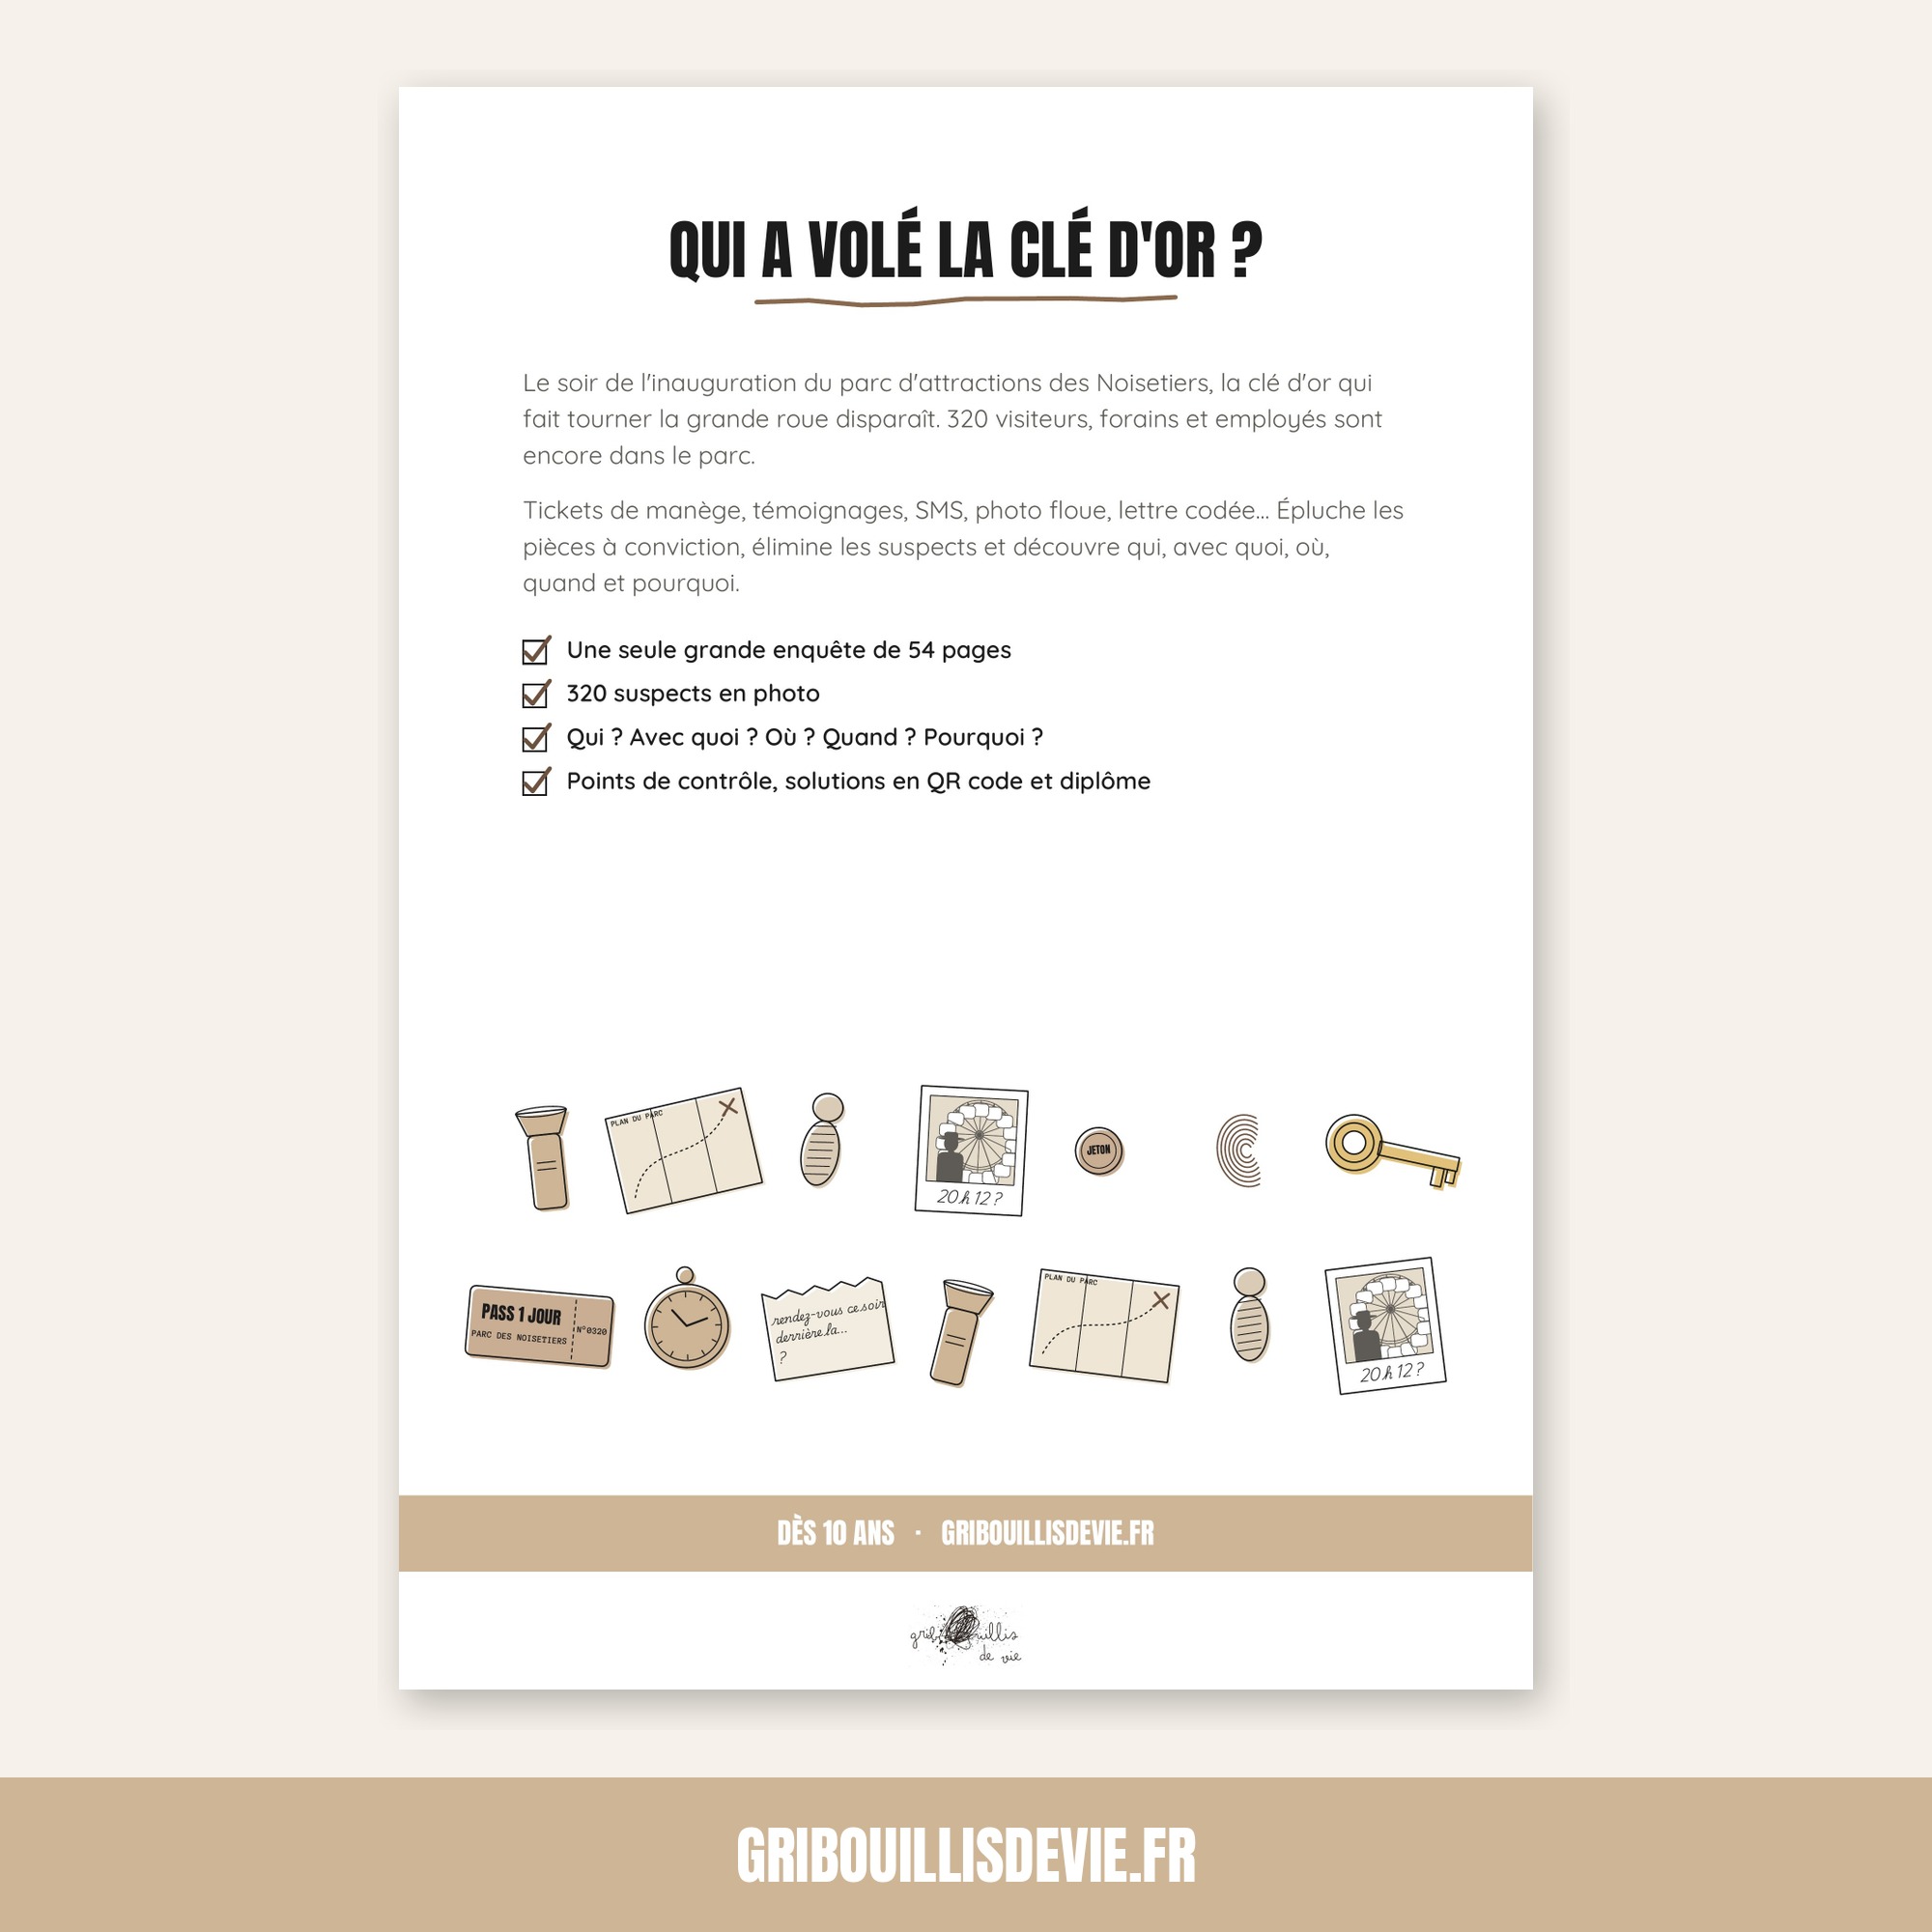 QUI A VOLÉ LA CLÉ D'OR ?
Le soir de l'inauguration du parc d'attractions des Noisetiers, la clé d'or qui
fait tourner la grande roue disparaît. 320 visiteurs, forains et employés sont
encore dans le parc.
Tickets de manège, témoignages, SMS, photo floue, lettre codée... Épluche les
pièces à conviction, élimine les suspects et découvre qui, avec quoi, où,
quand et pourquoi.
Une seule grande enquête de 54 pages
320 suspects en photo
Qui ? Avec quoi ? Où ? Quand ? Pourquoi ?
Points de contrôle, solutions en QR code et diplôme
PLAN DU PARC
20h12?
JETON
PASS 1 JOUR
PARC DES NOISETIERS
N°0320
rendez-vous ce soir
derrière la...
?
PLAN DU PARC
20h12?
DÈS 10 ANS · GRIBOUILLISDEVIE.FR
gribouillis
de vie
GRIBOUILLISDEVIE.FR